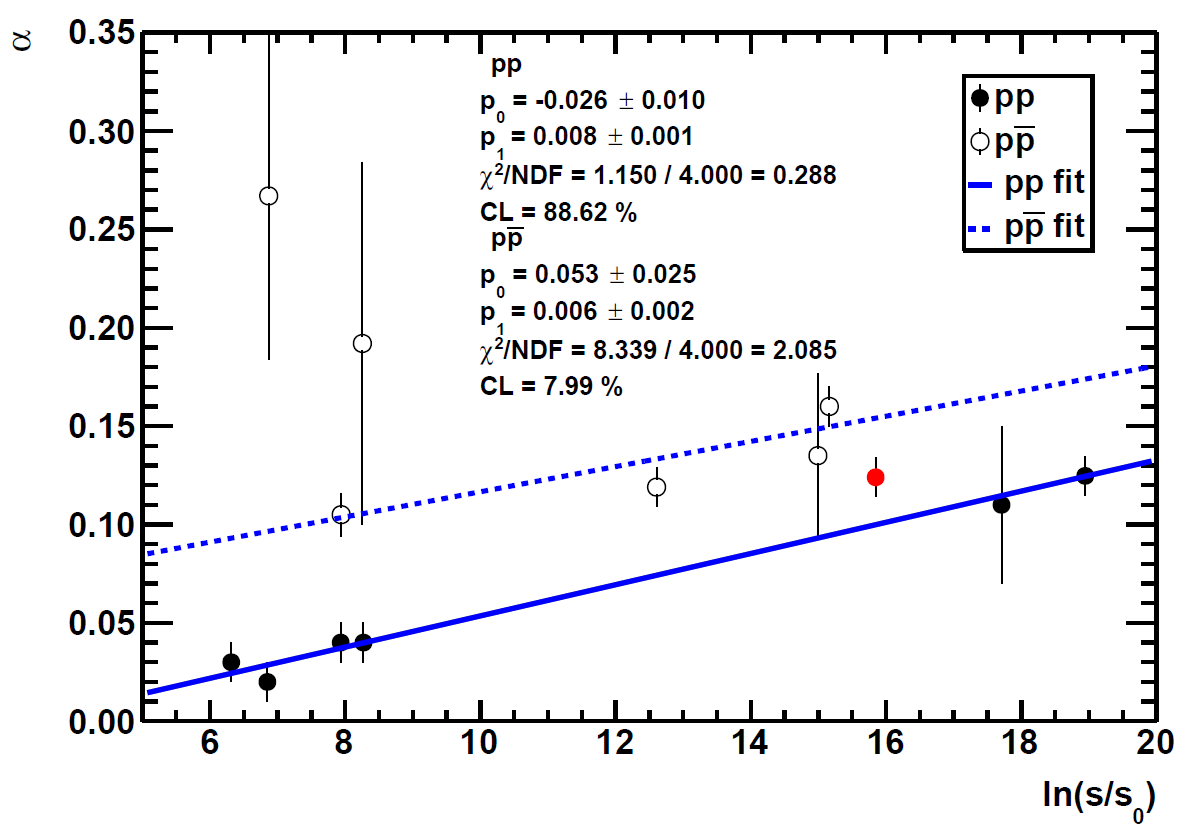 α
0.35
0.30
0.25
0.20
0.15
0.10
0.05
0.00
pp
p₀ = -0.026 ± 0.010
p₁ = 0.008 ± 0.001
χ²/NDF = 1.150 / 4.000 = 0.288
CL = 88.62 %
pp̅
p₀ = 0.053 ± 0.025
p₁ = 0.006 ± 0.002
χ²/NDF = 8.339 / 4.000 = 2.085
CL = 7.99 %
pp
pp̅
pp fit
pp̅ fit
6 8 10 12 14 16 18 20
ln(s/s₀)